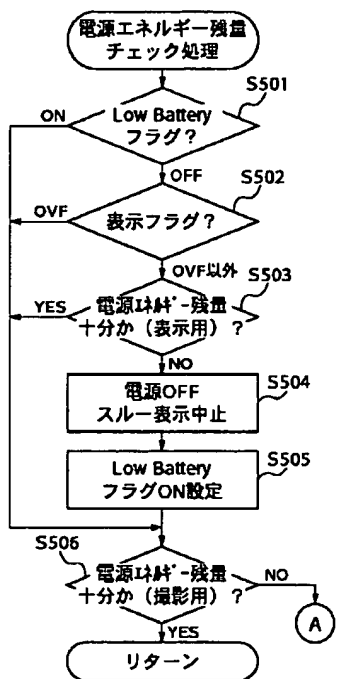 電源エネルギー残量
チェック処理
S501
ON
Low Battery
フラグ?
OFF
S502
OVF
表示フラグ?
OVF以外
S503
YES
電源エネルギー残量
十分か(表示用)?
NO
S504
電源OFF
スルー表示中止
S505
Low Battery
フラグON設定
S506
電源エネルギー残量
十分か(撮影用)?
NO
A
YES
リターン